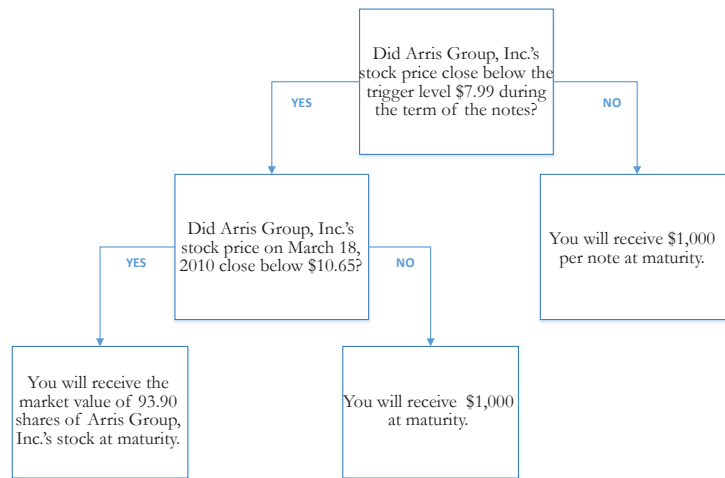 Did Arris Group, Inc.'s
stock price close below the
trigger level $7.99 during
the term of the notes?
YES
NO
Did Arris Group, Inc.'s
stock price on March 18,
2010 close below $10.65?
You will receive $1,000
per note at maturity.
YES
NO
You will receive the
market value of 93.90
shares of Arris Group,
Inc.'s stock at maturity.
You will receive $1,000
at maturity.